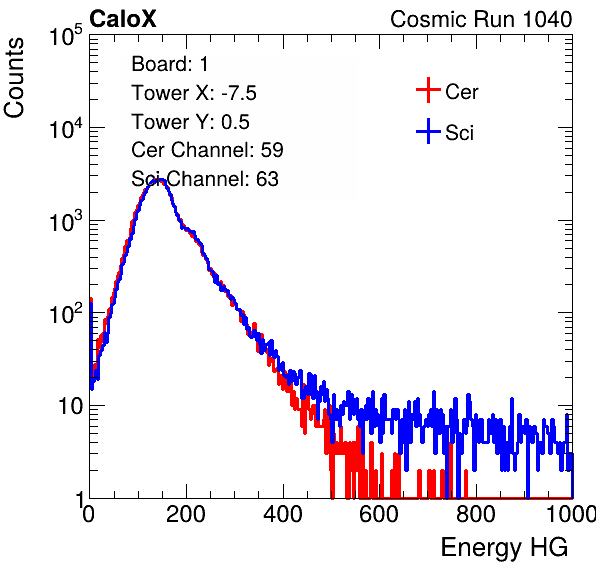 CaloX Cosmic Run 1040
Counts
Board: 1
Tower X: -7.5
Tower Y: 0.5
Cer Channel: 59
Sci Channel: 63
Cer
Sci
10^5
10^4
10^3
10^2
10
1
0 200 400 600 800 1000
Energy HG